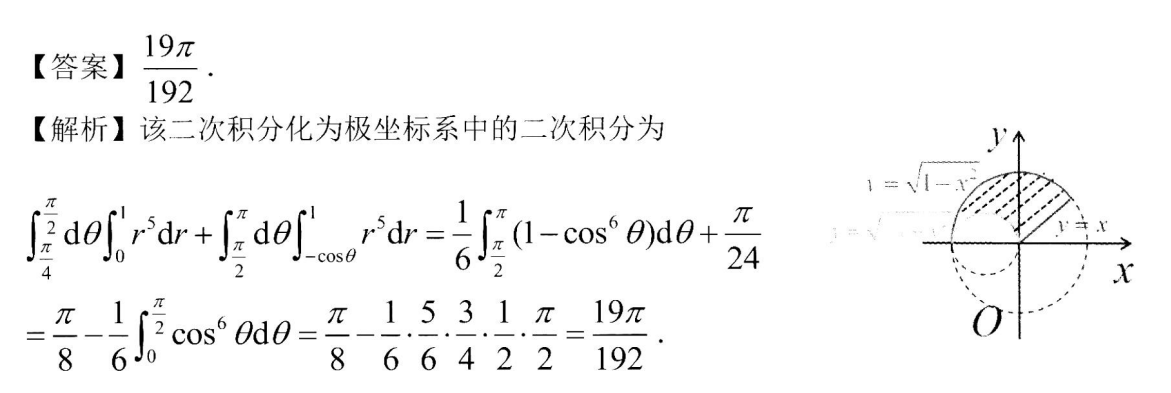 【答案】 \frac{19\pi}{192}.
【解析】该二次积分化为极坐标系中的二次积分为
\int_{\frac{\pi}{4}}^{\frac{\pi}{2}} d\theta \int_{0}^{1} r^5 dr + \int_{\frac{\pi}{2}}^{\pi} d\theta \int_{-\cos\theta}^{1} r^5 dr = \frac{1}{6} \int_{\frac{\pi}{2}}^{\pi} (1-\cos^6\theta) d\theta + \frac{\pi}{24}
= \frac{\pi}{8} - \frac{1}{6} \int_{0}^{\frac{\pi}{2}} \cos^6\theta d\theta = \frac{\pi}{8} - \frac{1}{6} \cdot \frac{5}{6} \cdot \frac{3}{4} \cdot \frac{1}{2} \cdot \frac{\pi}{2} = \frac{19\pi}{192}.
y
y = \sqrt{1-x^2}
y = x
x
O